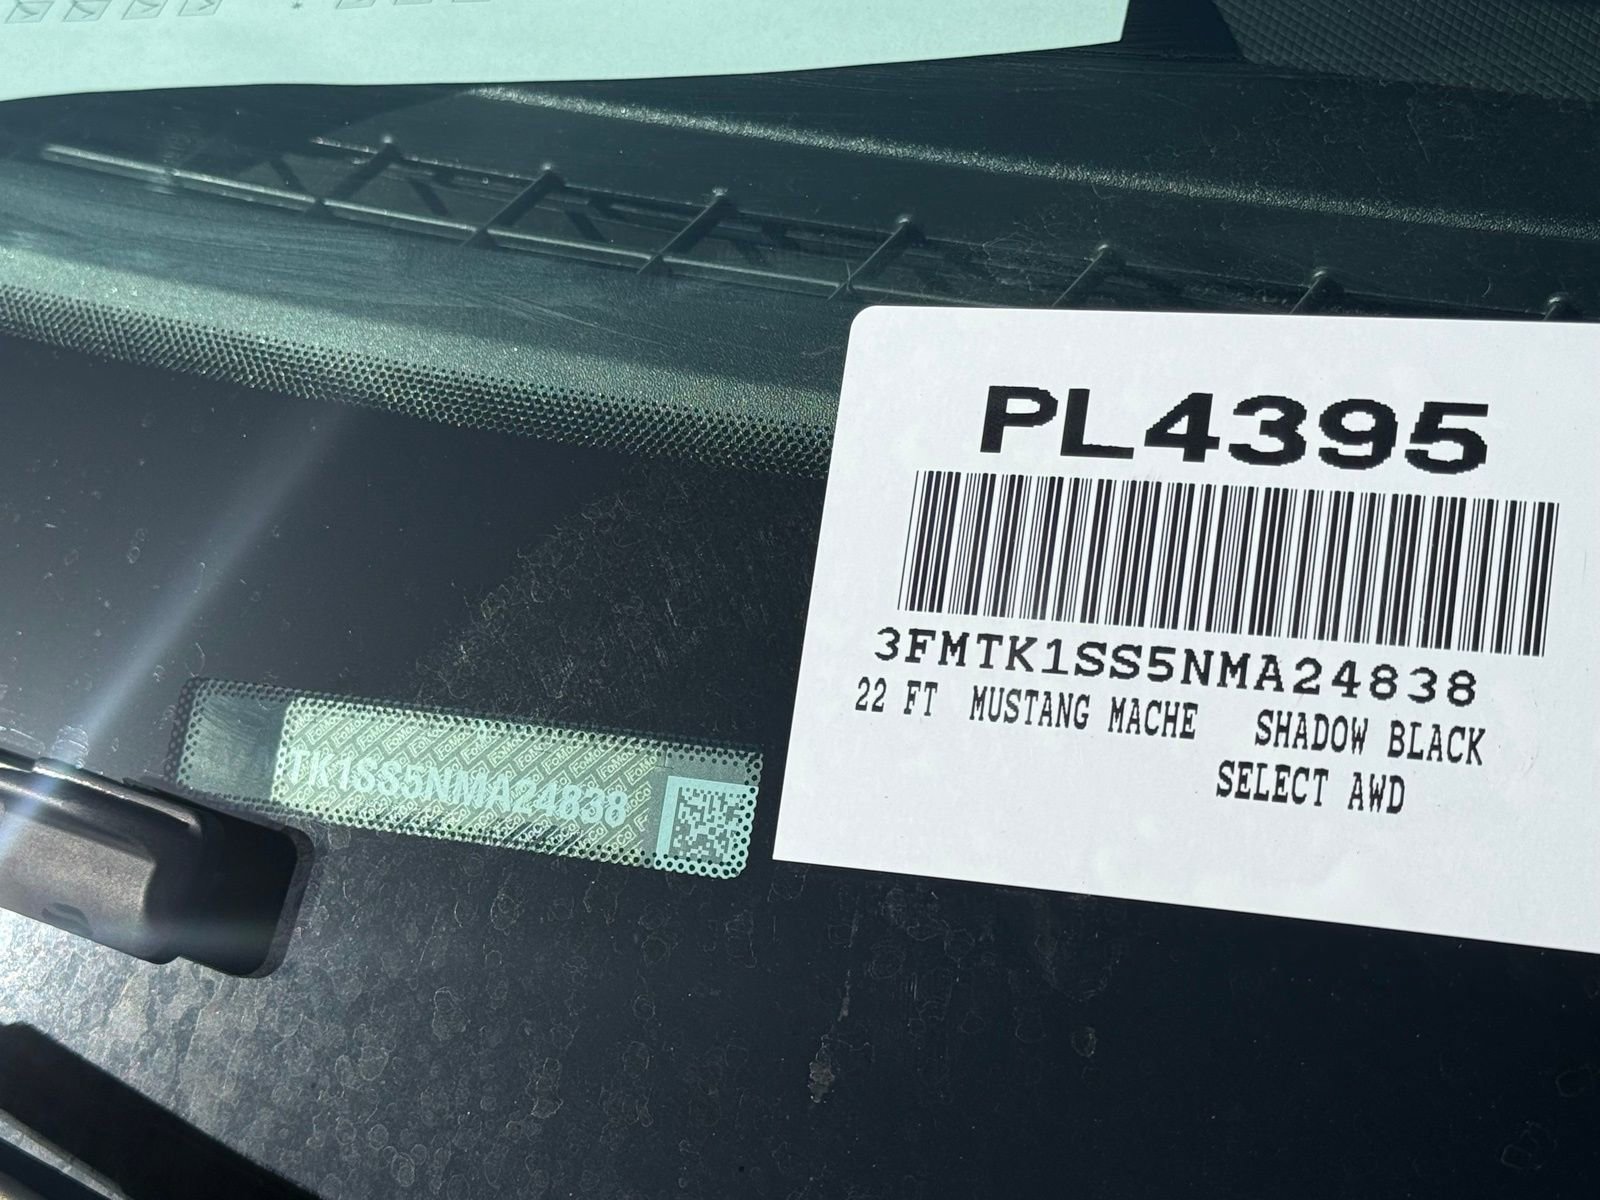 PL4395
3FMTK1SS5NMA24838
22 FT MUSTANG MACHE SHADOW BLACK
SELECT AWD
TK1SS5NMA24838